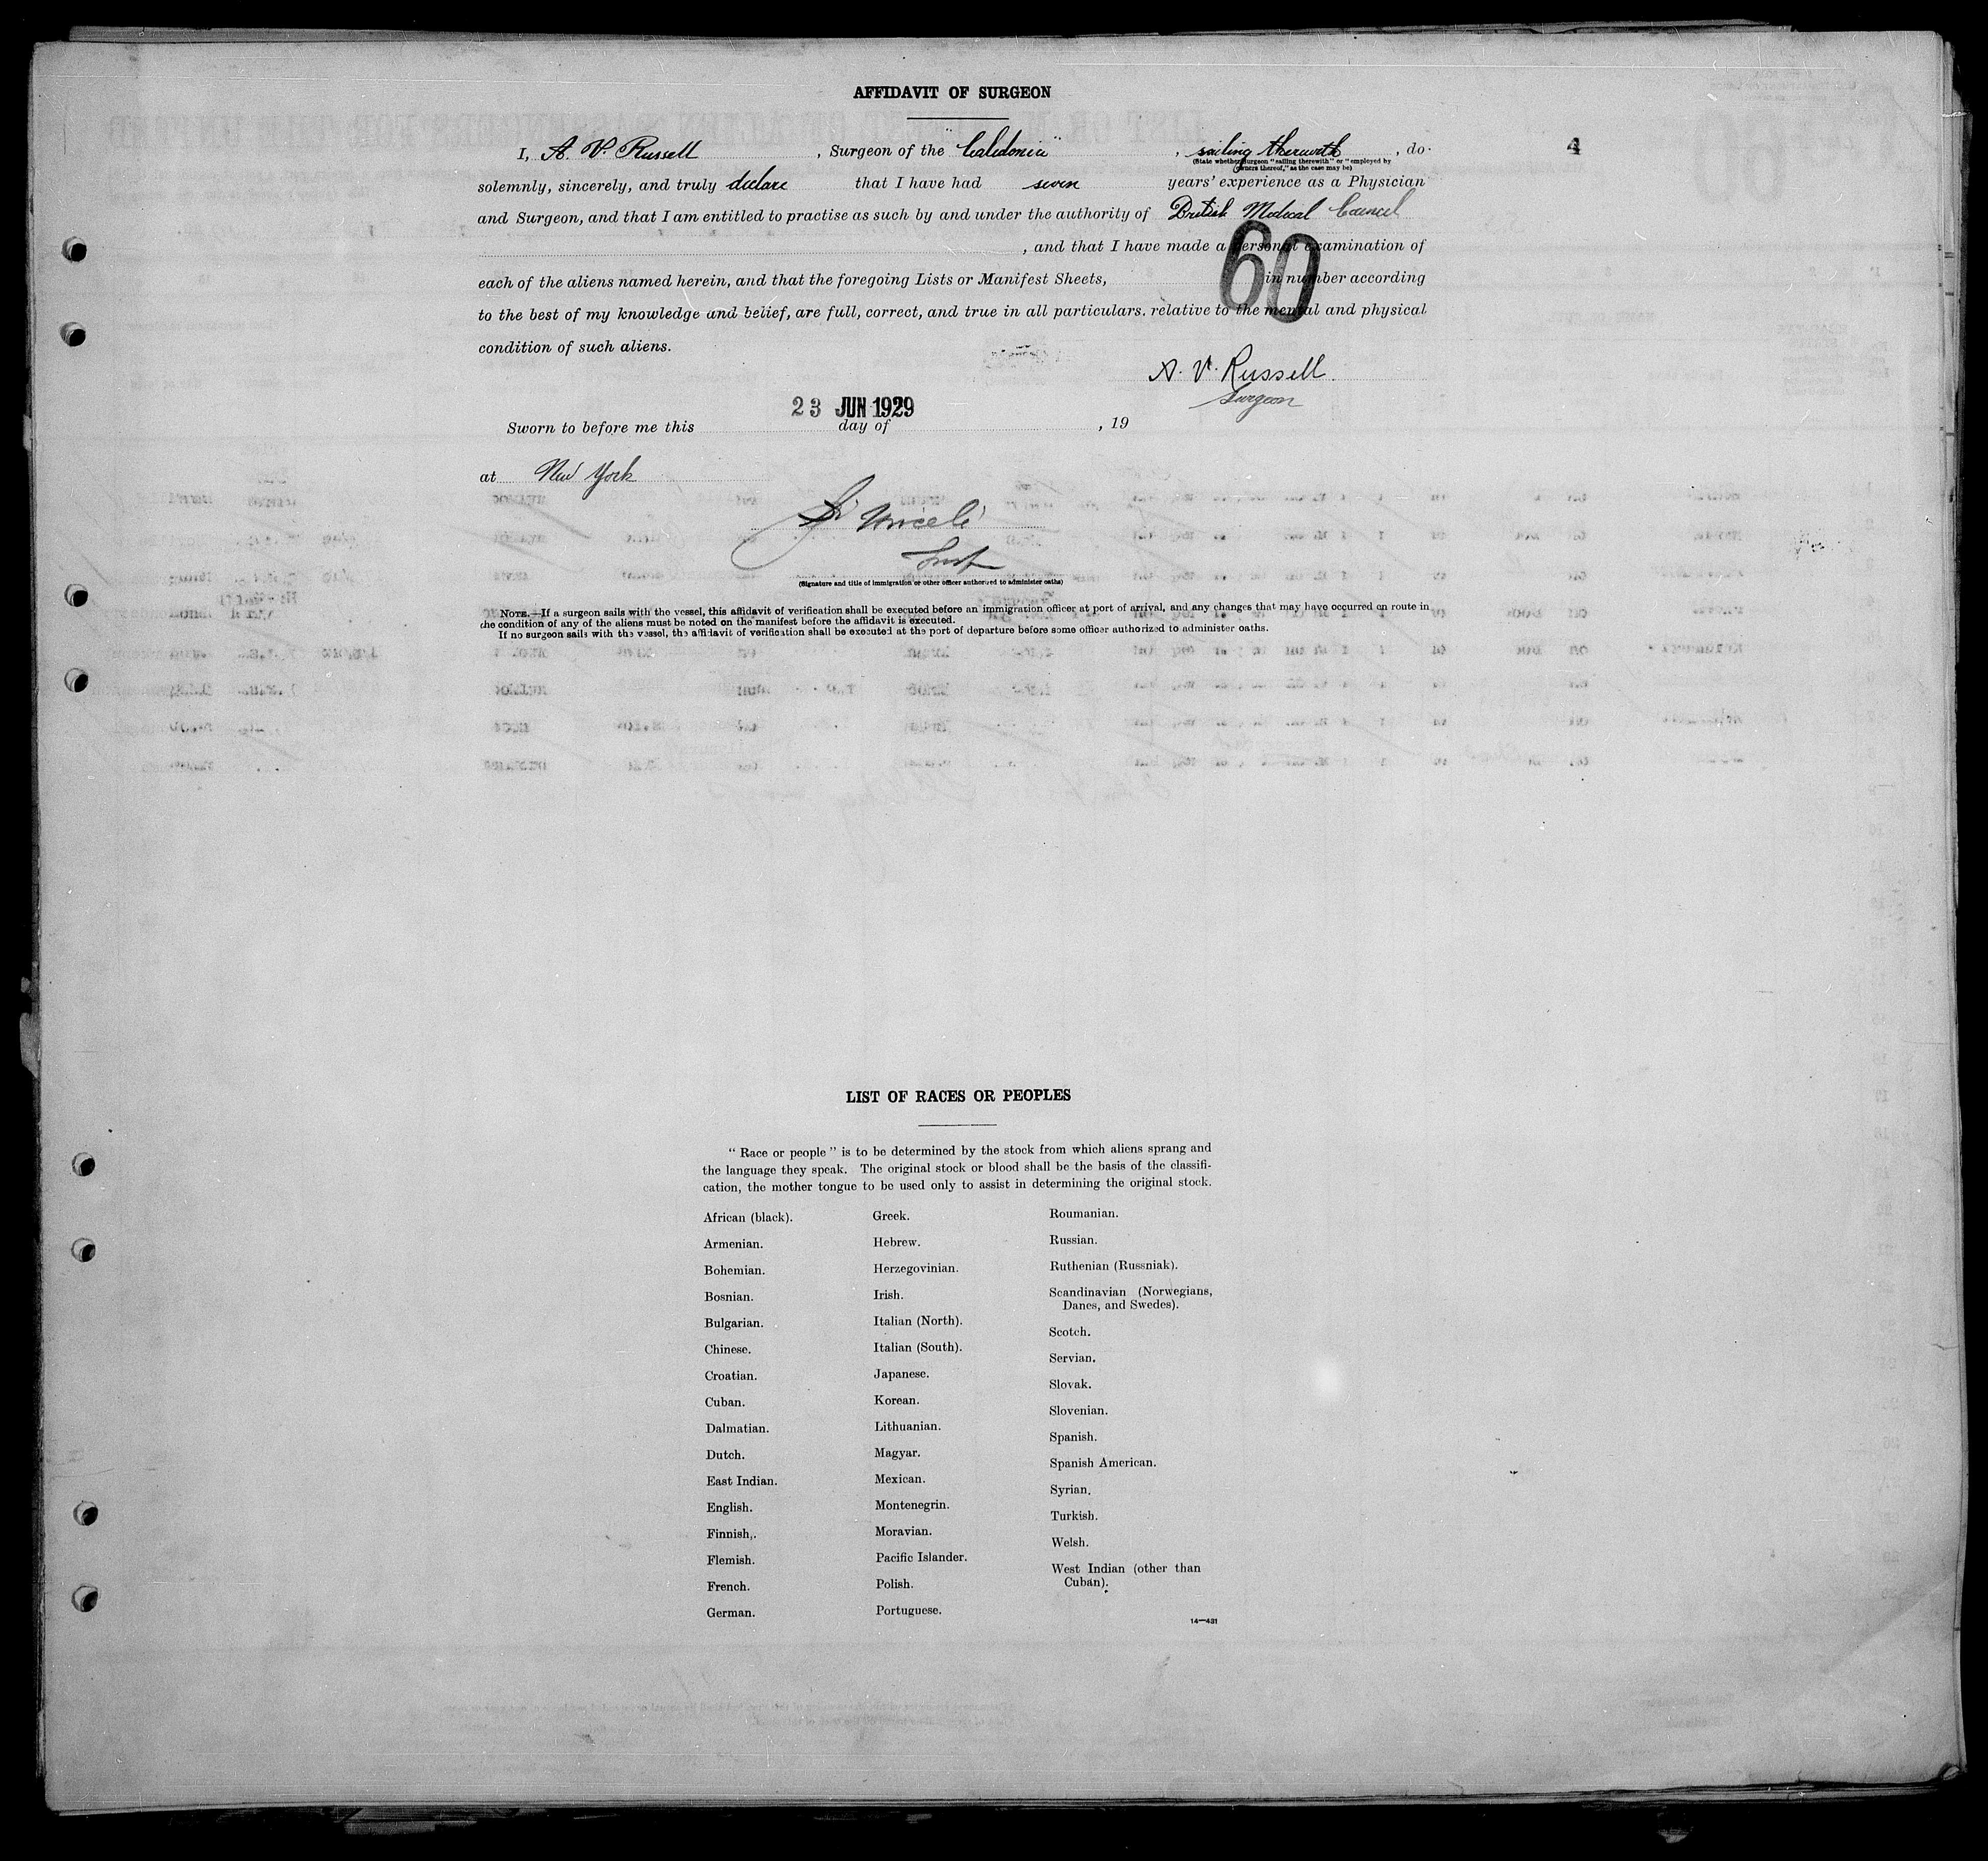 AFFIDAVIT OF SURGEON
I, A. V. Russell , Surgeon of the "Caledonia" , sailing therewith , do 4
(State whether surgeon "sailing therewith" or "employed by
owners thereof," as the case may be)
solemnly, sincerely, and truly declare that I have had seven years' experience as a Physician
and Surgeon, and that I am entitled to practise as such by and under the authority of British Medical Council
, and that I have made a personal examination of
60
each of the aliens named herein, and that the foregoing Lists or Manifest Sheets, in number according
to the best of my knowledge and belief, are full, correct, and true in all particulars. relative to the mental and physical
condition of such aliens.
A. V. Russell
Surgeon
23 JUN 1929
Sworn to before me this day of , 19
at New York
(Signature and title of immigration or other officer authorized to administer oaths)
NOTE.—If a surgeon sails with the vessel, this affidavit of verification shall be executed before an immigration officer at port of arrival, and any changes that may have occurred en route in
the condition of any of the aliens must be noted on the manifest before the affidavit is executed.
If no surgeon sails with the vessel, the affidavit of verification shall be executed at the port of departure before some officer authorized to administer oaths.
LIST OF RACES OR PEOPLES
" Race or people " is to be determined by the stock from which aliens sprang and
the language they speak. The original stock or blood shall be the basis of the classifi-
cation, the mother tongue to be used only to assist in determining the original stock.
African (black).
Armenian.
Bohemian.
Bosnian.
Bulgarian.
Chinese.
Croatian.
Cuban.
Dalmatian.
Dutch.
East Indian.
English.
Finnish.
Flemish.
French.
German.
Greek.
Hebrew.
Herzegovinian.
Irish.
Italian (North).
Italian (South).
Japanese.
Korean.
Lithuanian.
Magyar.
Mexican.
Montenegrin.
Moravian.
Pacific Islander.
Polish.
Portuguese.
Roumanian.
Russian.
Ruthenian (Russniak).
Scandinavian (Norwegians,
Danes, and Swedes).
Scotch.
Servian.
Slovak.
Slovenian.
Spanish.
Spanish American.
Syrian.
Turkish.
Welsh.
West Indian (other than
Cuban).
14—431